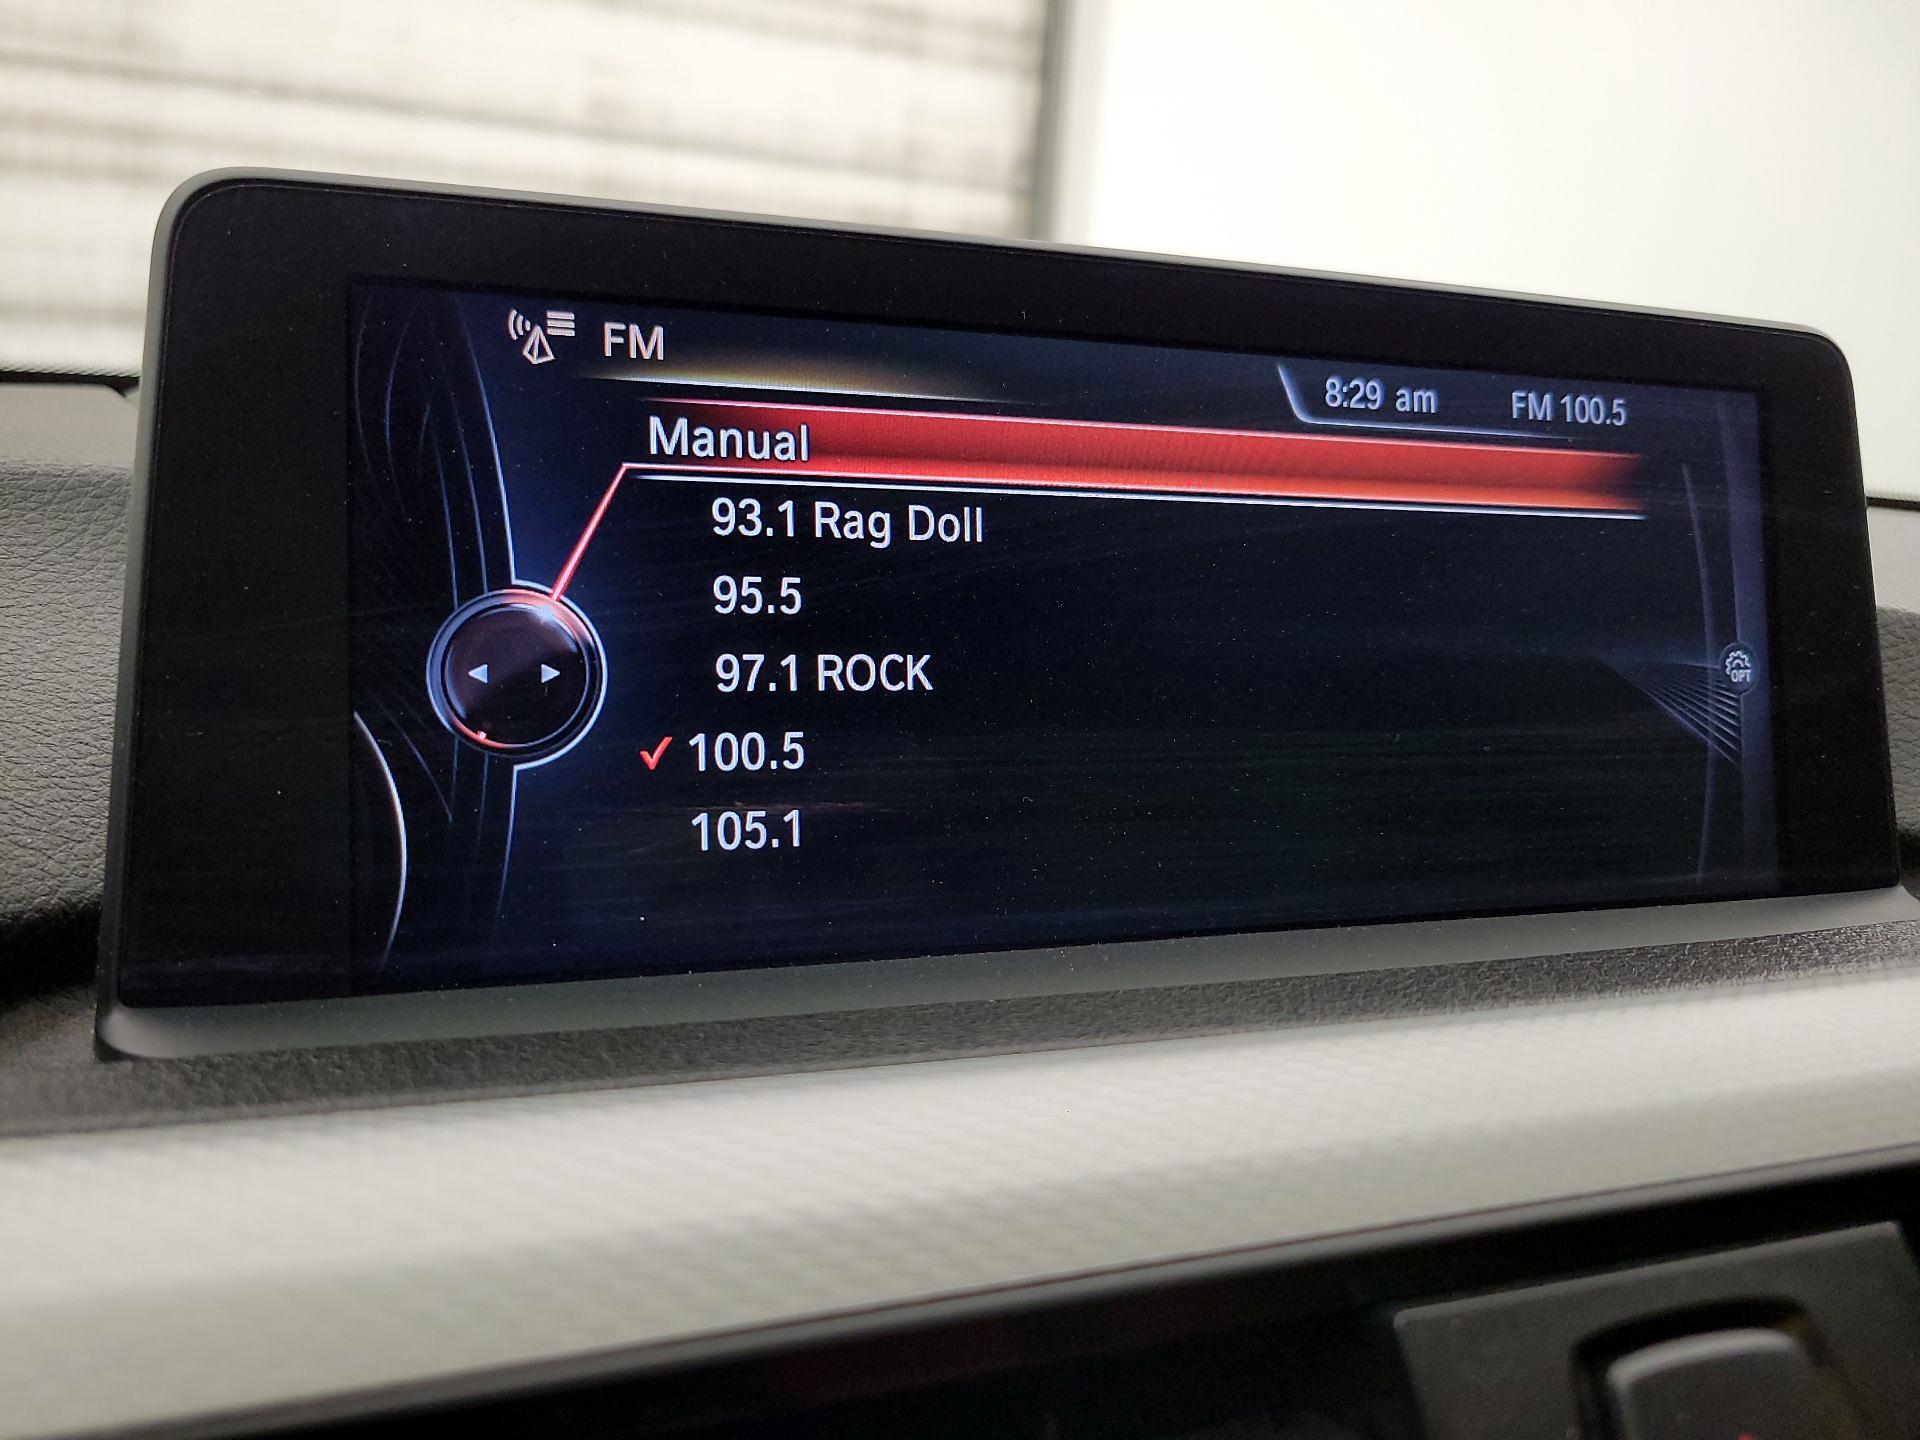 FM
8:29 am FM 100.5
Manual
93.1 Rag Doll
95.5
97.1 ROCK
100.5
105.1
OPT